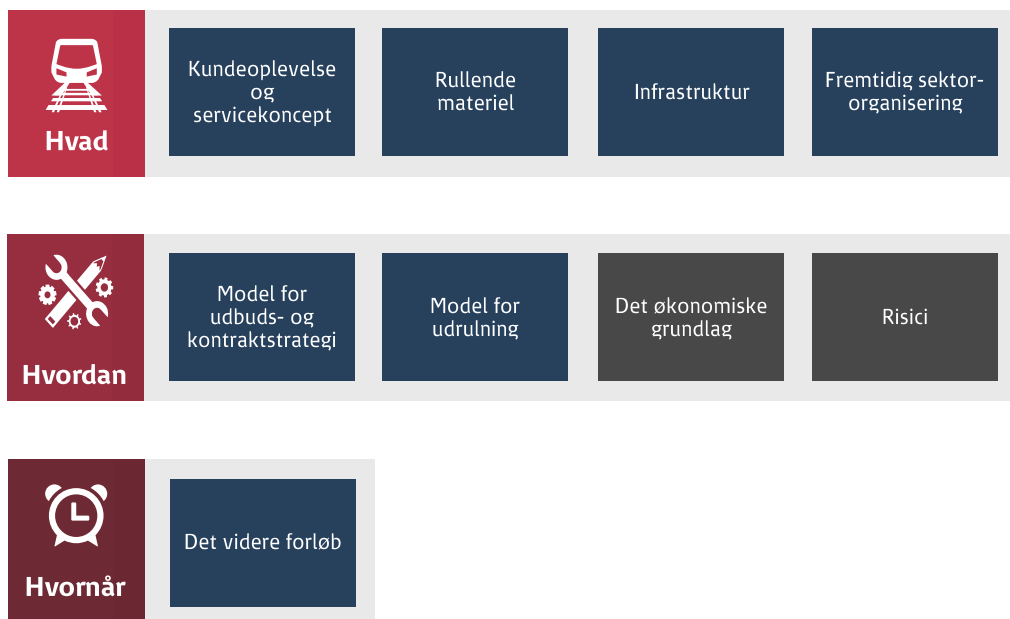 Hvad
Kundeoplevelse
og
servicekoncept
Rullende
materiel
Infrastruktur
Fremtidig sektor-
organisering
Hvordan
Model for
udbuds- og
kontraktstrategi
Model for
udrulning
Det økonomiske
grundlag
Risici
Hvornår
Det videre forløb